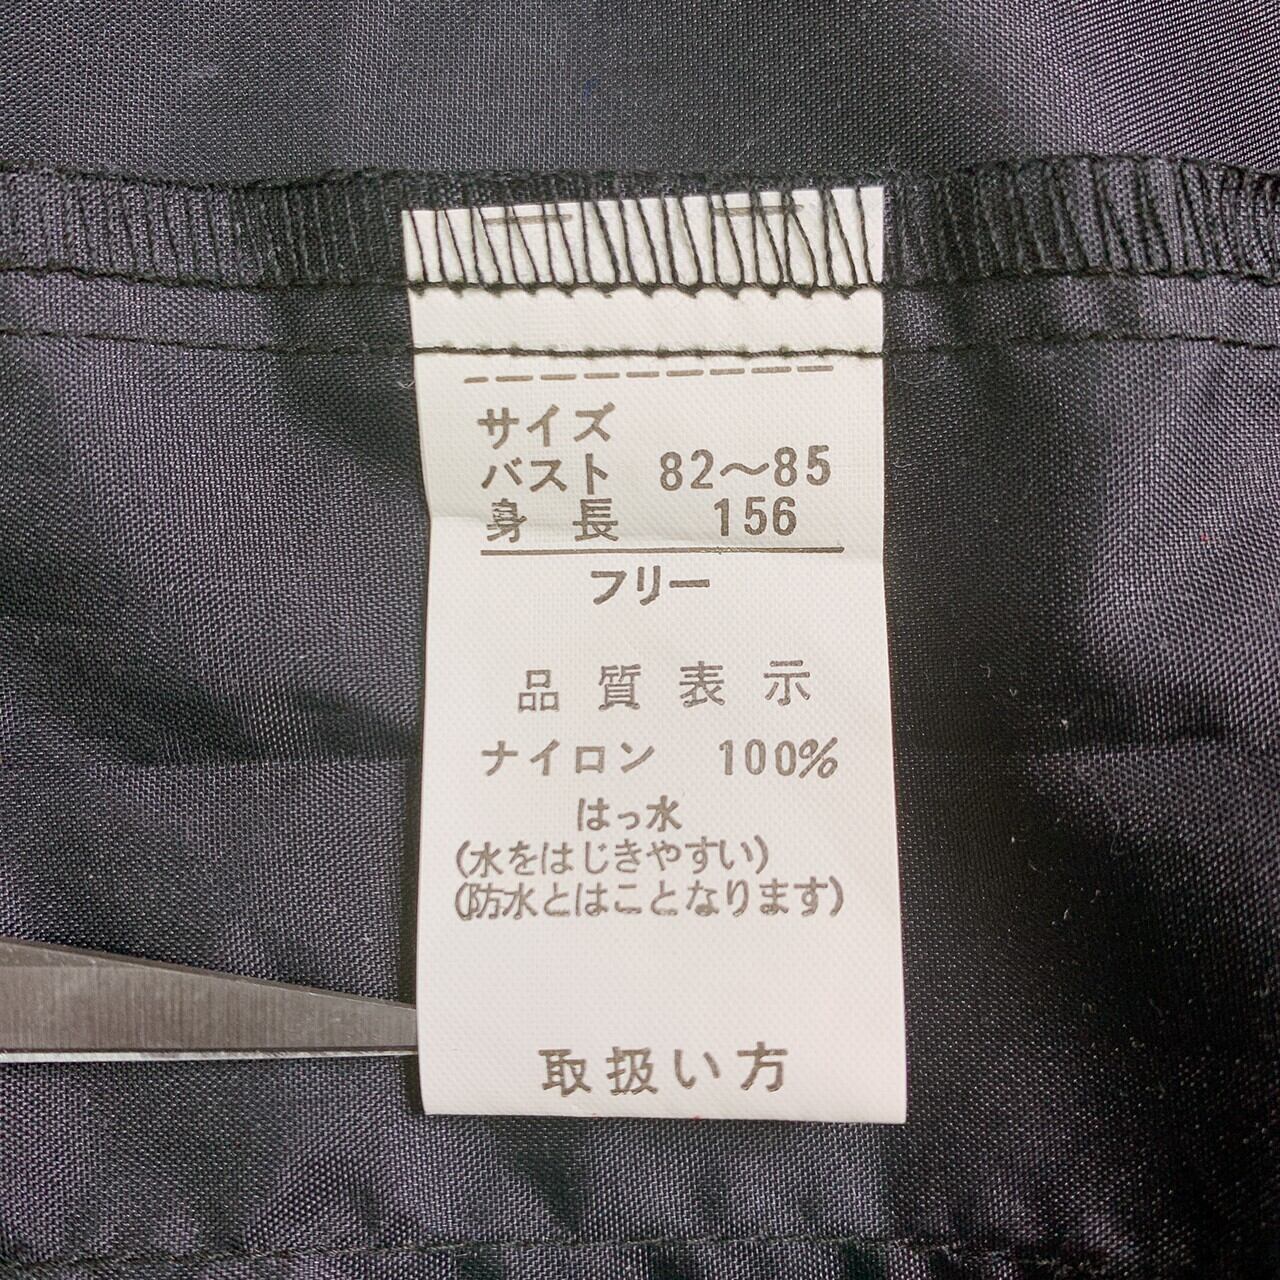 サイズ
バスト 82〜85
身長 156
フリー
品質表示
ナイロン 100%
はっ水
(水をはじきやすい)
(防水とはことなります)
取扱い方